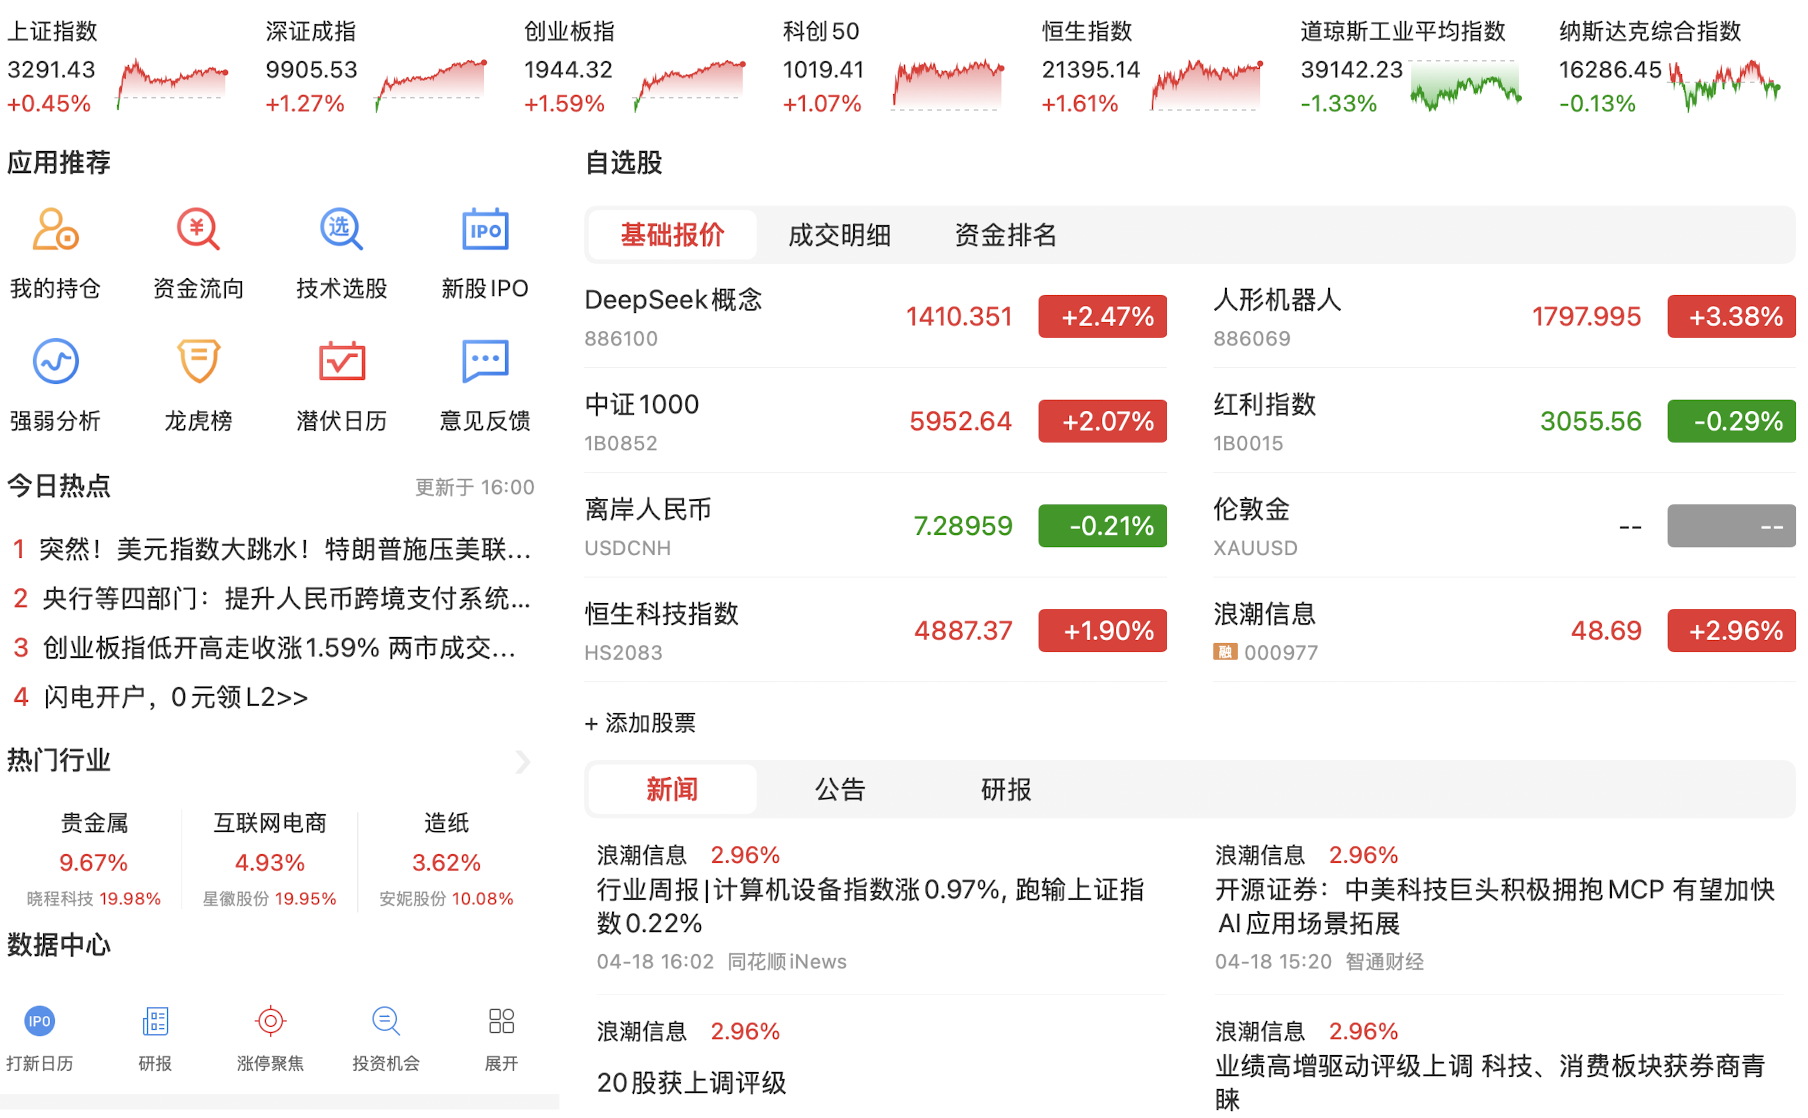 上证指数
3291.43
+0.45%
深证成指
9905.53
+1.27%
创业板指
1944.32
+1.59%
科创50
1019.41
+1.07%
恒生指数
21395.14
+1.61%
道琼斯工业平均指数
39142.23
-1.33%
纳斯达克综合指数
16286.45
-0.13%
应用推荐
我的持仓
¥
资金流向
选
技术选股
IPO
新股IPO
强弱分析
龙虎榜
潜伏日历
意见反馈
今日热点
更新于 16:00
1 突然！美元指数大跳水！特朗普施压美联...
2 央行等四部门：提升人民币跨境支付系统...
3 创业板指低开高走收涨1.59% 两市成交...
4 闪电开户，0元领L2>>
热门行业
贵金属
9.67%
晓程科技 19.98%
互联网电商
4.93%
星徽股份 19.95%
造纸
3.62%
安妮股份 10.08%
数据中心
IPO
打新日历
研报
涨停聚焦
投资机会
展开
自选股
基础报价 成交明细 资金排名
DeepSeek概念
886100
1410.351
+2.47%
人形机器人
886069
1797.995
+3.38%
中证1000
1B0852
5952.64
+2.07%
红利指数
1B0015
3055.56
-0.29%
离岸人民币
USDCNH
7.28959
-0.21%
伦敦金
XAUUSD
--
--
恒生科技指数
HS2083
4887.37
+1.90%
浪潮信息
融 000977
48.69
+2.96%
+ 添加股票
新闻 公告 研报
浪潮信息 2.96%
行业周报|计算机设备指数涨0.97%, 跑输上证指
数0.22%
04-18 16:02 同花顺iNews
浪潮信息 2.96%
开源证券：中美科技巨头积极拥抱MCP 有望加快
AI应用场景拓展
04-18 15:20 智通财经
浪潮信息 2.96%
20股获上调评级
浪潮信息 2.96%
业绩高增驱动评级上调 科技、消费板块获券商青
睐